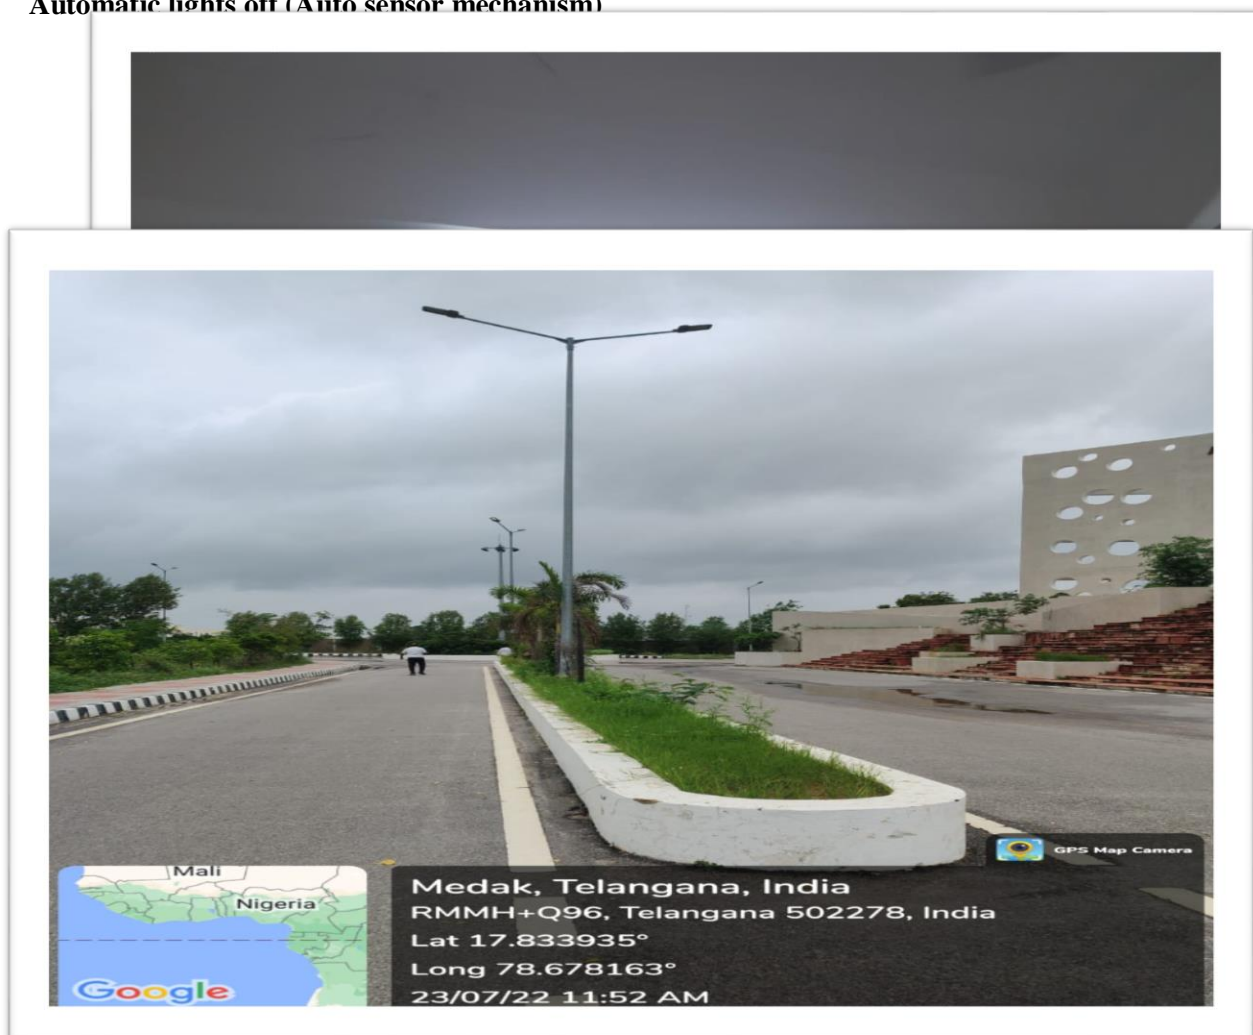 Automatic lights off (Auto sensor mechanism)
GPS Map Camera
Mali
Nigeria
Google
Medak, Telangana, India
RMMH+Q96, Telangana 502278, India
Lat 17.833935°
Long 78.678163°
23/07/22 11:52 AM